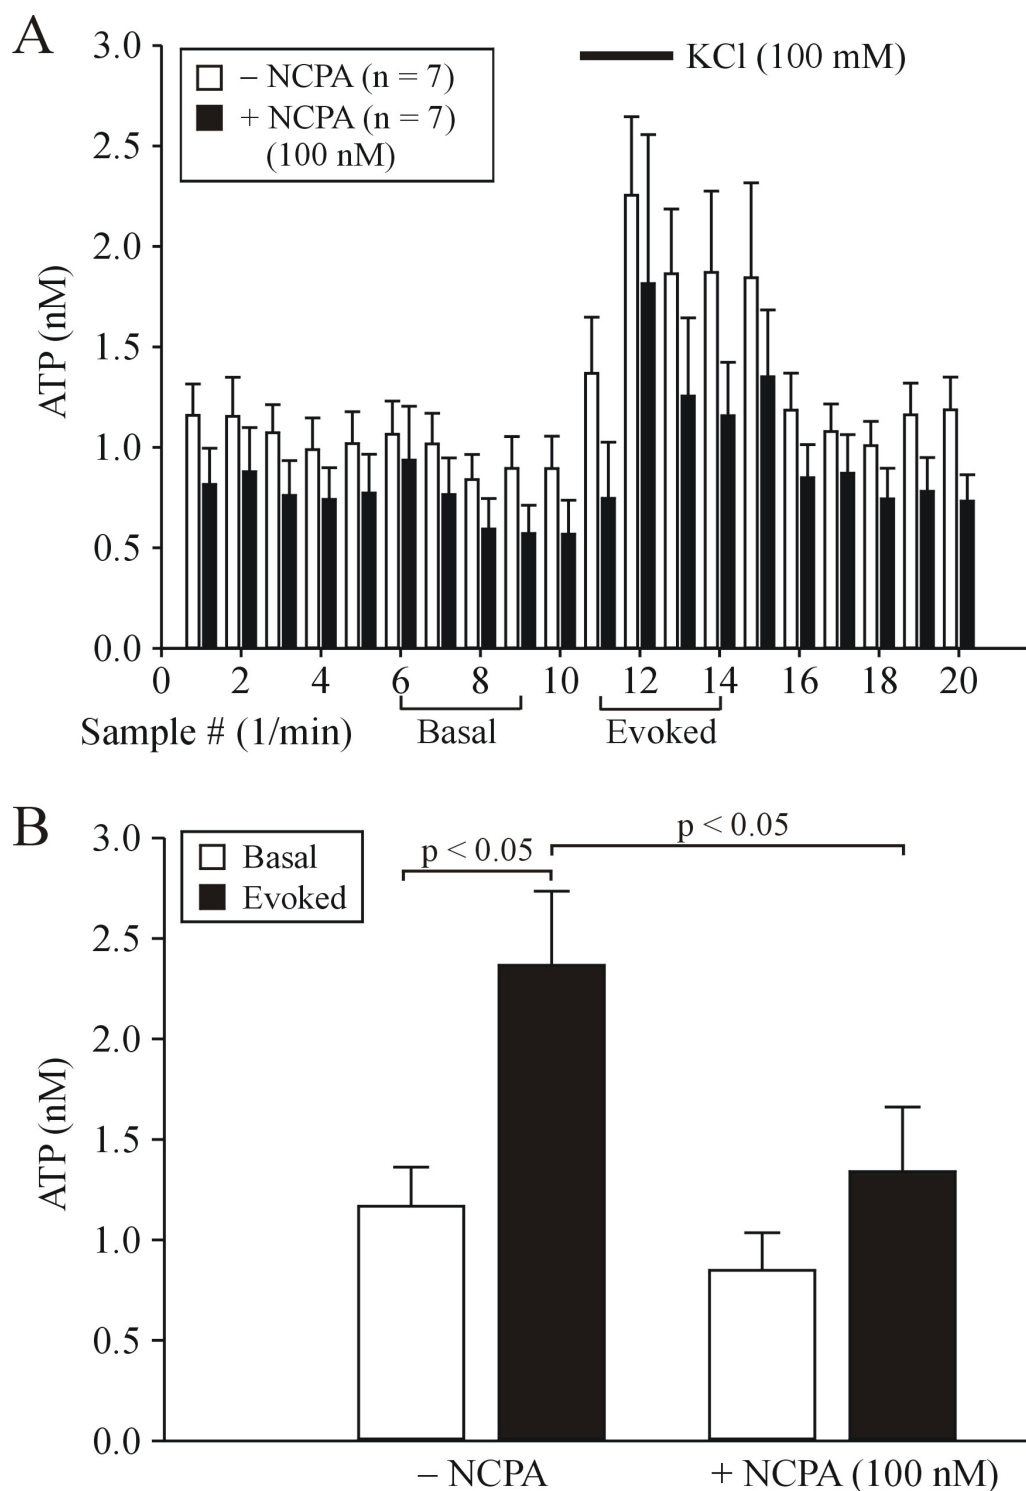 A
3.0
− NCPA (n = 7)
+ NCPA (n = 7)
(100 nM)
KCl (100 mM)
2.5
2.0
1.5
1.0
0.5
0.0
ATP (nM)
0 2 4 6 8 10 12 14 16 18 20
Sample # (1/min) Basal Evoked
B
3.0
Basal
Evoked
p < 0.05
p < 0.05
2.5
2.0
1.5
1.0
0.5
0.0
ATP (nM)
− NCPA + NCPA (100 nM)